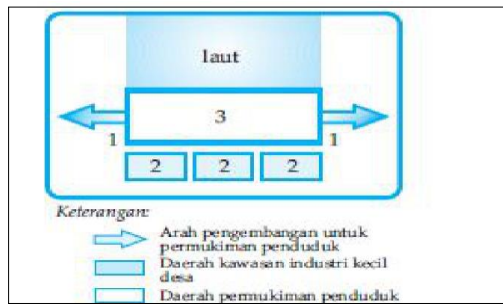 laut
3
1 1
2 2 2
Keterangan:
Arah pengembangan untuk
permukiman penduduk
Daerah kawasan industri kecil
desa
Daerah permukiman penduduk